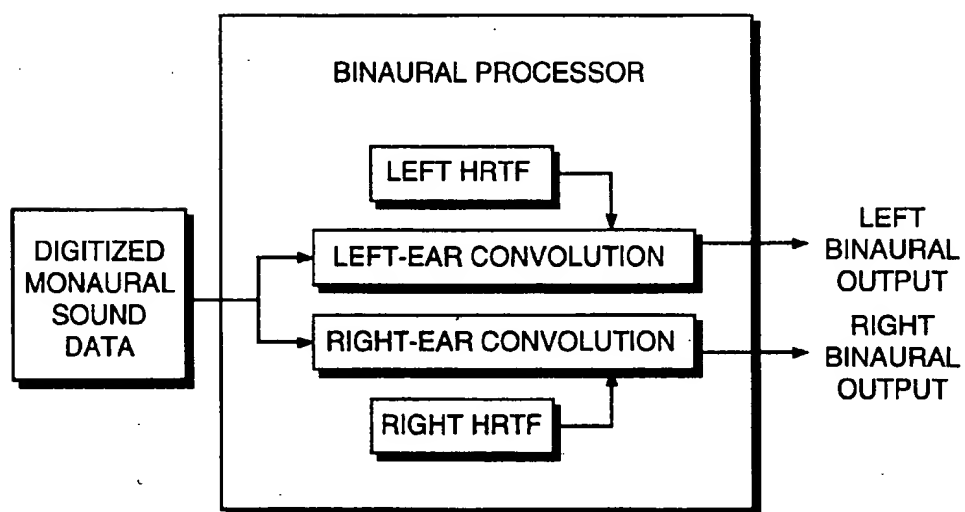 BINAURAL PROCESSOR
LEFT HRTF
DIGITIZED
MONAURAL
SOUND
DATA
LEFT-EAR CONVOLUTION
RIGHT-EAR CONVOLUTION
RIGHT HRTF
LEFT
BINAURAL
OUTPUT
RIGHT
BINAURAL
OUTPUT